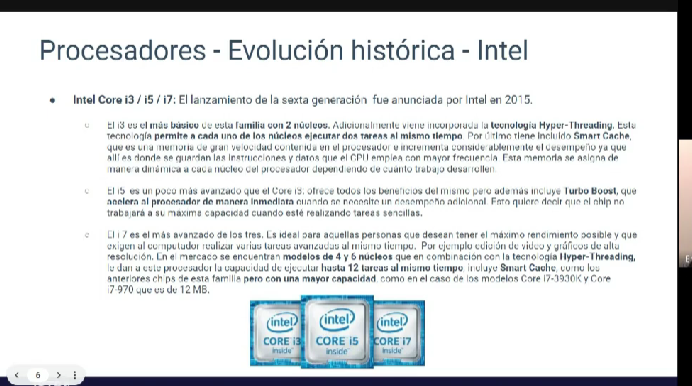 Procesadores - Evolución histórica - Intel
Intel Core i3 / i5 / i7: El lanzamiento de la sexta generación fue anunciada por Intel en 2015.
El i3 es el más básico de esta familia con 2 núcleos. Adicionalmente viene incorporada la tecnología Hyper-Threading. Esta
tecnología permite a cada uno de los núcleos ejecutar dos tareas al mismo tiempo. Por último tiene incluido Smart Cache,
que es una memoria de gran velocidad contenida en el procesador e incrementa considerablemente el desempeño ya que
allí es donde se guardan las instrucciones y datos que el CPU emplea con mayor frecuencia. Esta memoria se asigna de
manera dinámica a cada núcleo del procesador dependiendo de cuánto trabajo desarrollen.
El i5 es un poco más avanzado que el Core i3: ofrece todos los beneficios del mismo pero además incluye Turbo Boost, que
acelera al procesador de manera inmediata cuando se necesite un desempeño adicional. Esto quiere decir que el chip no
trabajará a su máxima capacidad cuando esté realizando tareas sencillas.
El i7 es el más avanzado de los tres. Es ideal para aquellas personas que desean tener el máximo rendimiento posible y que
exigen al computador realizar varias tareas avanzadas al mismo tiempo. Por ejemplo edición de video y gráficos de alta
resolución. En el mercado se encuentran modelos de 4 y 6 núcleos que en combinación con la tecnología Hyper-Threading,
le dan a este procesador la capacidad de ejecutar hasta 12 tareas al mismo tiempo, incluye Smart Cache, como los
anteriores chips de esta familia pero con una mayor capacidad, como en el caso de los modelos Core i7-3930K y Core
i7-970 que es de 12 MB.
intel CORE i3 inside
intel CORE i5 inside
intel CORE i7 inside
6